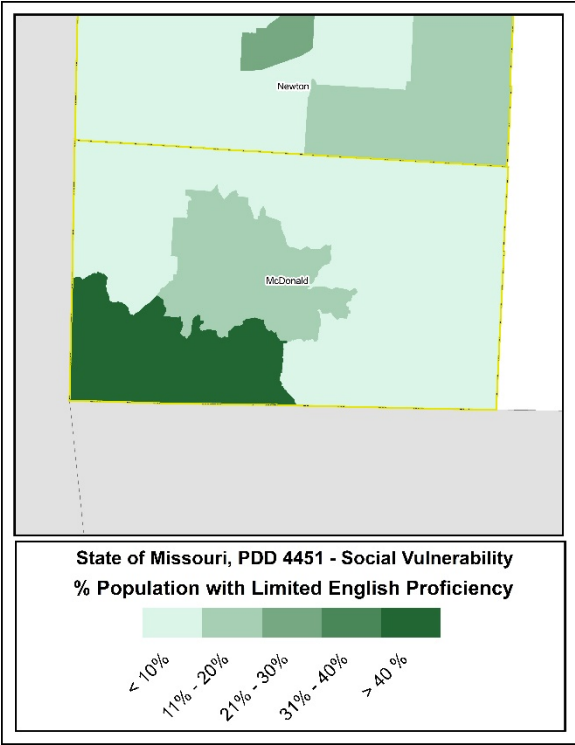 Newton
McDonald
State of Missouri, PDD 4451 - Social Vulnerability
% Population with Limited English Proficiency
< 10%
11% - 20%
21% - 30%
31% - 40%
> 40 %